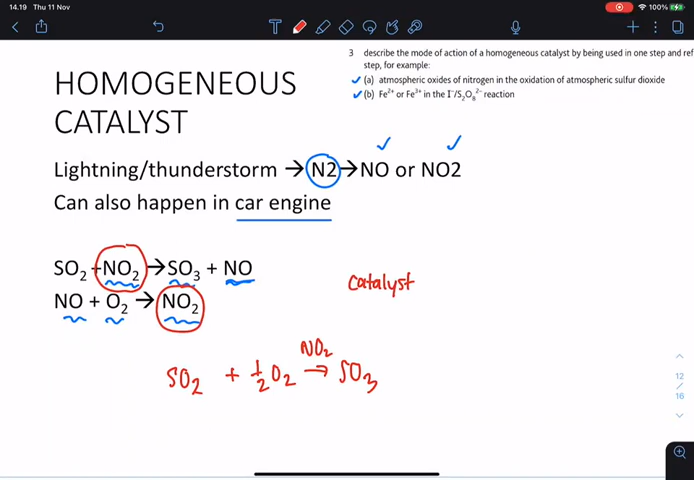 14.19 Thu 11 Nov
100%
3 describe the mode of action of a homogeneous catalyst by being used in one step and ref
step, for example:
(a) atmospheric oxides of nitrogen in the oxidation of atmospheric sulfur dioxide
(b) Fe²⁺ or Fe³⁺ in the I⁻/S₂O₈²⁻ reaction
HOMOGENEOUS
CATALYST
Lightning/thunderstorm → N2 → NO or NO2
Can also happen in car engine
SO₂ +NO₂ → SO₃ + NO
catalyst
NO + O₂ → NO₂
NO₂
SO₂ + ½O₂ → SO₃
12
/
16